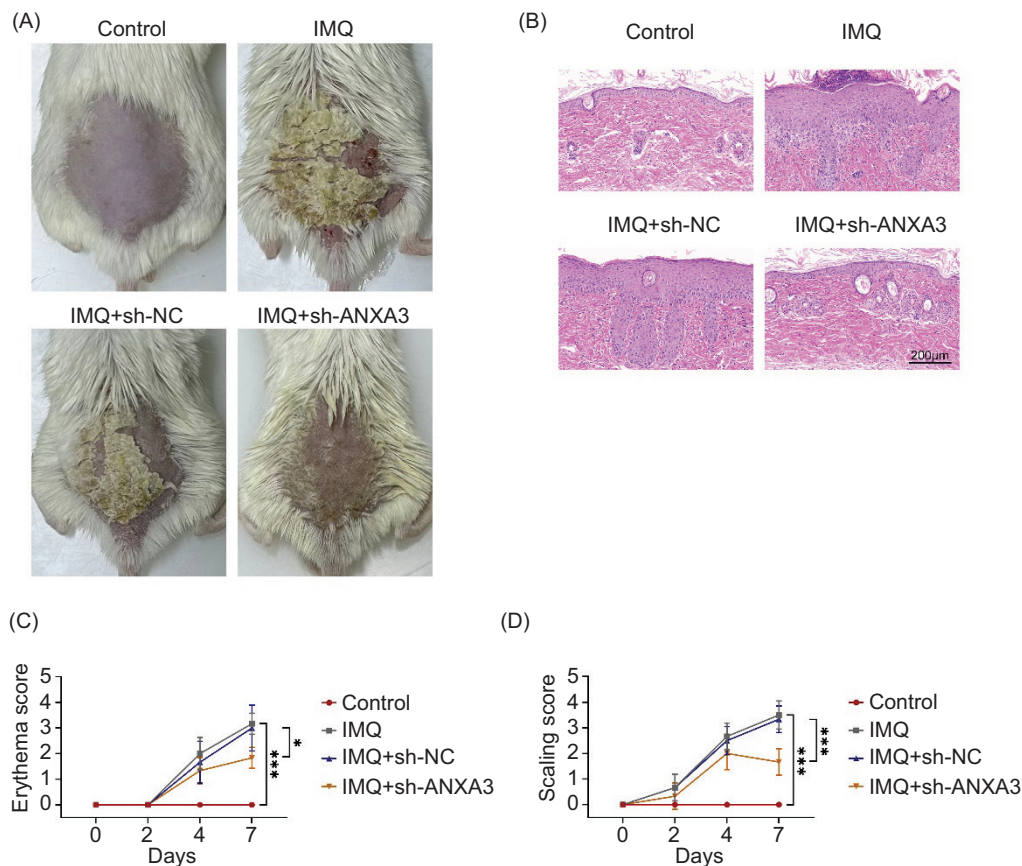 (A)
Control
IMQ
IMQ+sh-NC
IMQ+sh-ANXA3
(B)
Control
IMQ
IMQ+sh-NC
IMQ+sh-ANXA3
200μm
(C)
Erythema score
5
4
3
2
1
0
0 2 4 7
Days
***
*
Control
IMQ
IMQ+sh-NC
IMQ+sh-ANXA3
(D)
Scaling score
5
4
3
2
1
0
0 2 4 7
Days
***
***
Control
IMQ
IMQ+sh-NC
IMQ+sh-ANXA3